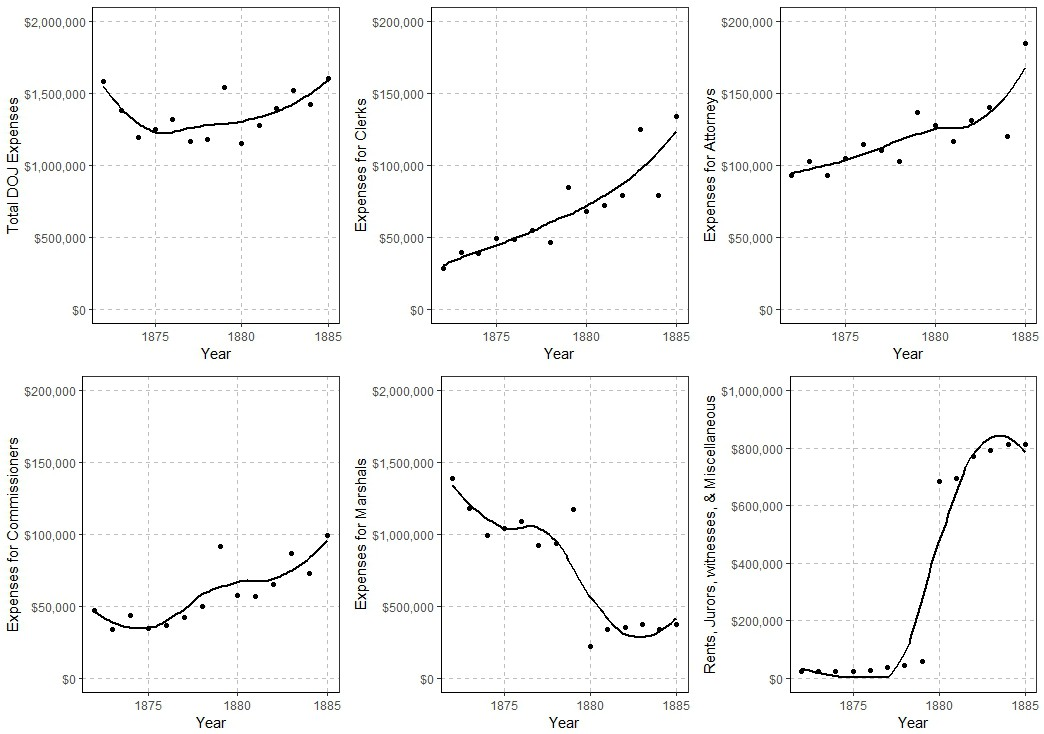 Total DOJ Expenses
$2,000,000
$1,500,000
$1,000,000
$500,000
$0
1875 1880 1885
Year
Expenses for Clerks
$200,000
$150,000
$100,000
$50,000
$0
1875 1880 1885
Year
Expenses for Attorneys
$200,000
$150,000
$100,000
$50,000
$0
1875 1880 1885
Year
Expenses for Commissioners
$200,000
$150,000
$100,000
$50,000
$0
1875 1880 1885
Year
Expenses for Marshals
$2,000,000
$1,500,000
$1,000,000
$500,000
$0
1875 1880 1885
Year
Rents, Jurors, witnesses, & Miscellaneous
$1,000,000
$800,000
$600,000
$400,000
$200,000
$0
1875 1880 1885
Year